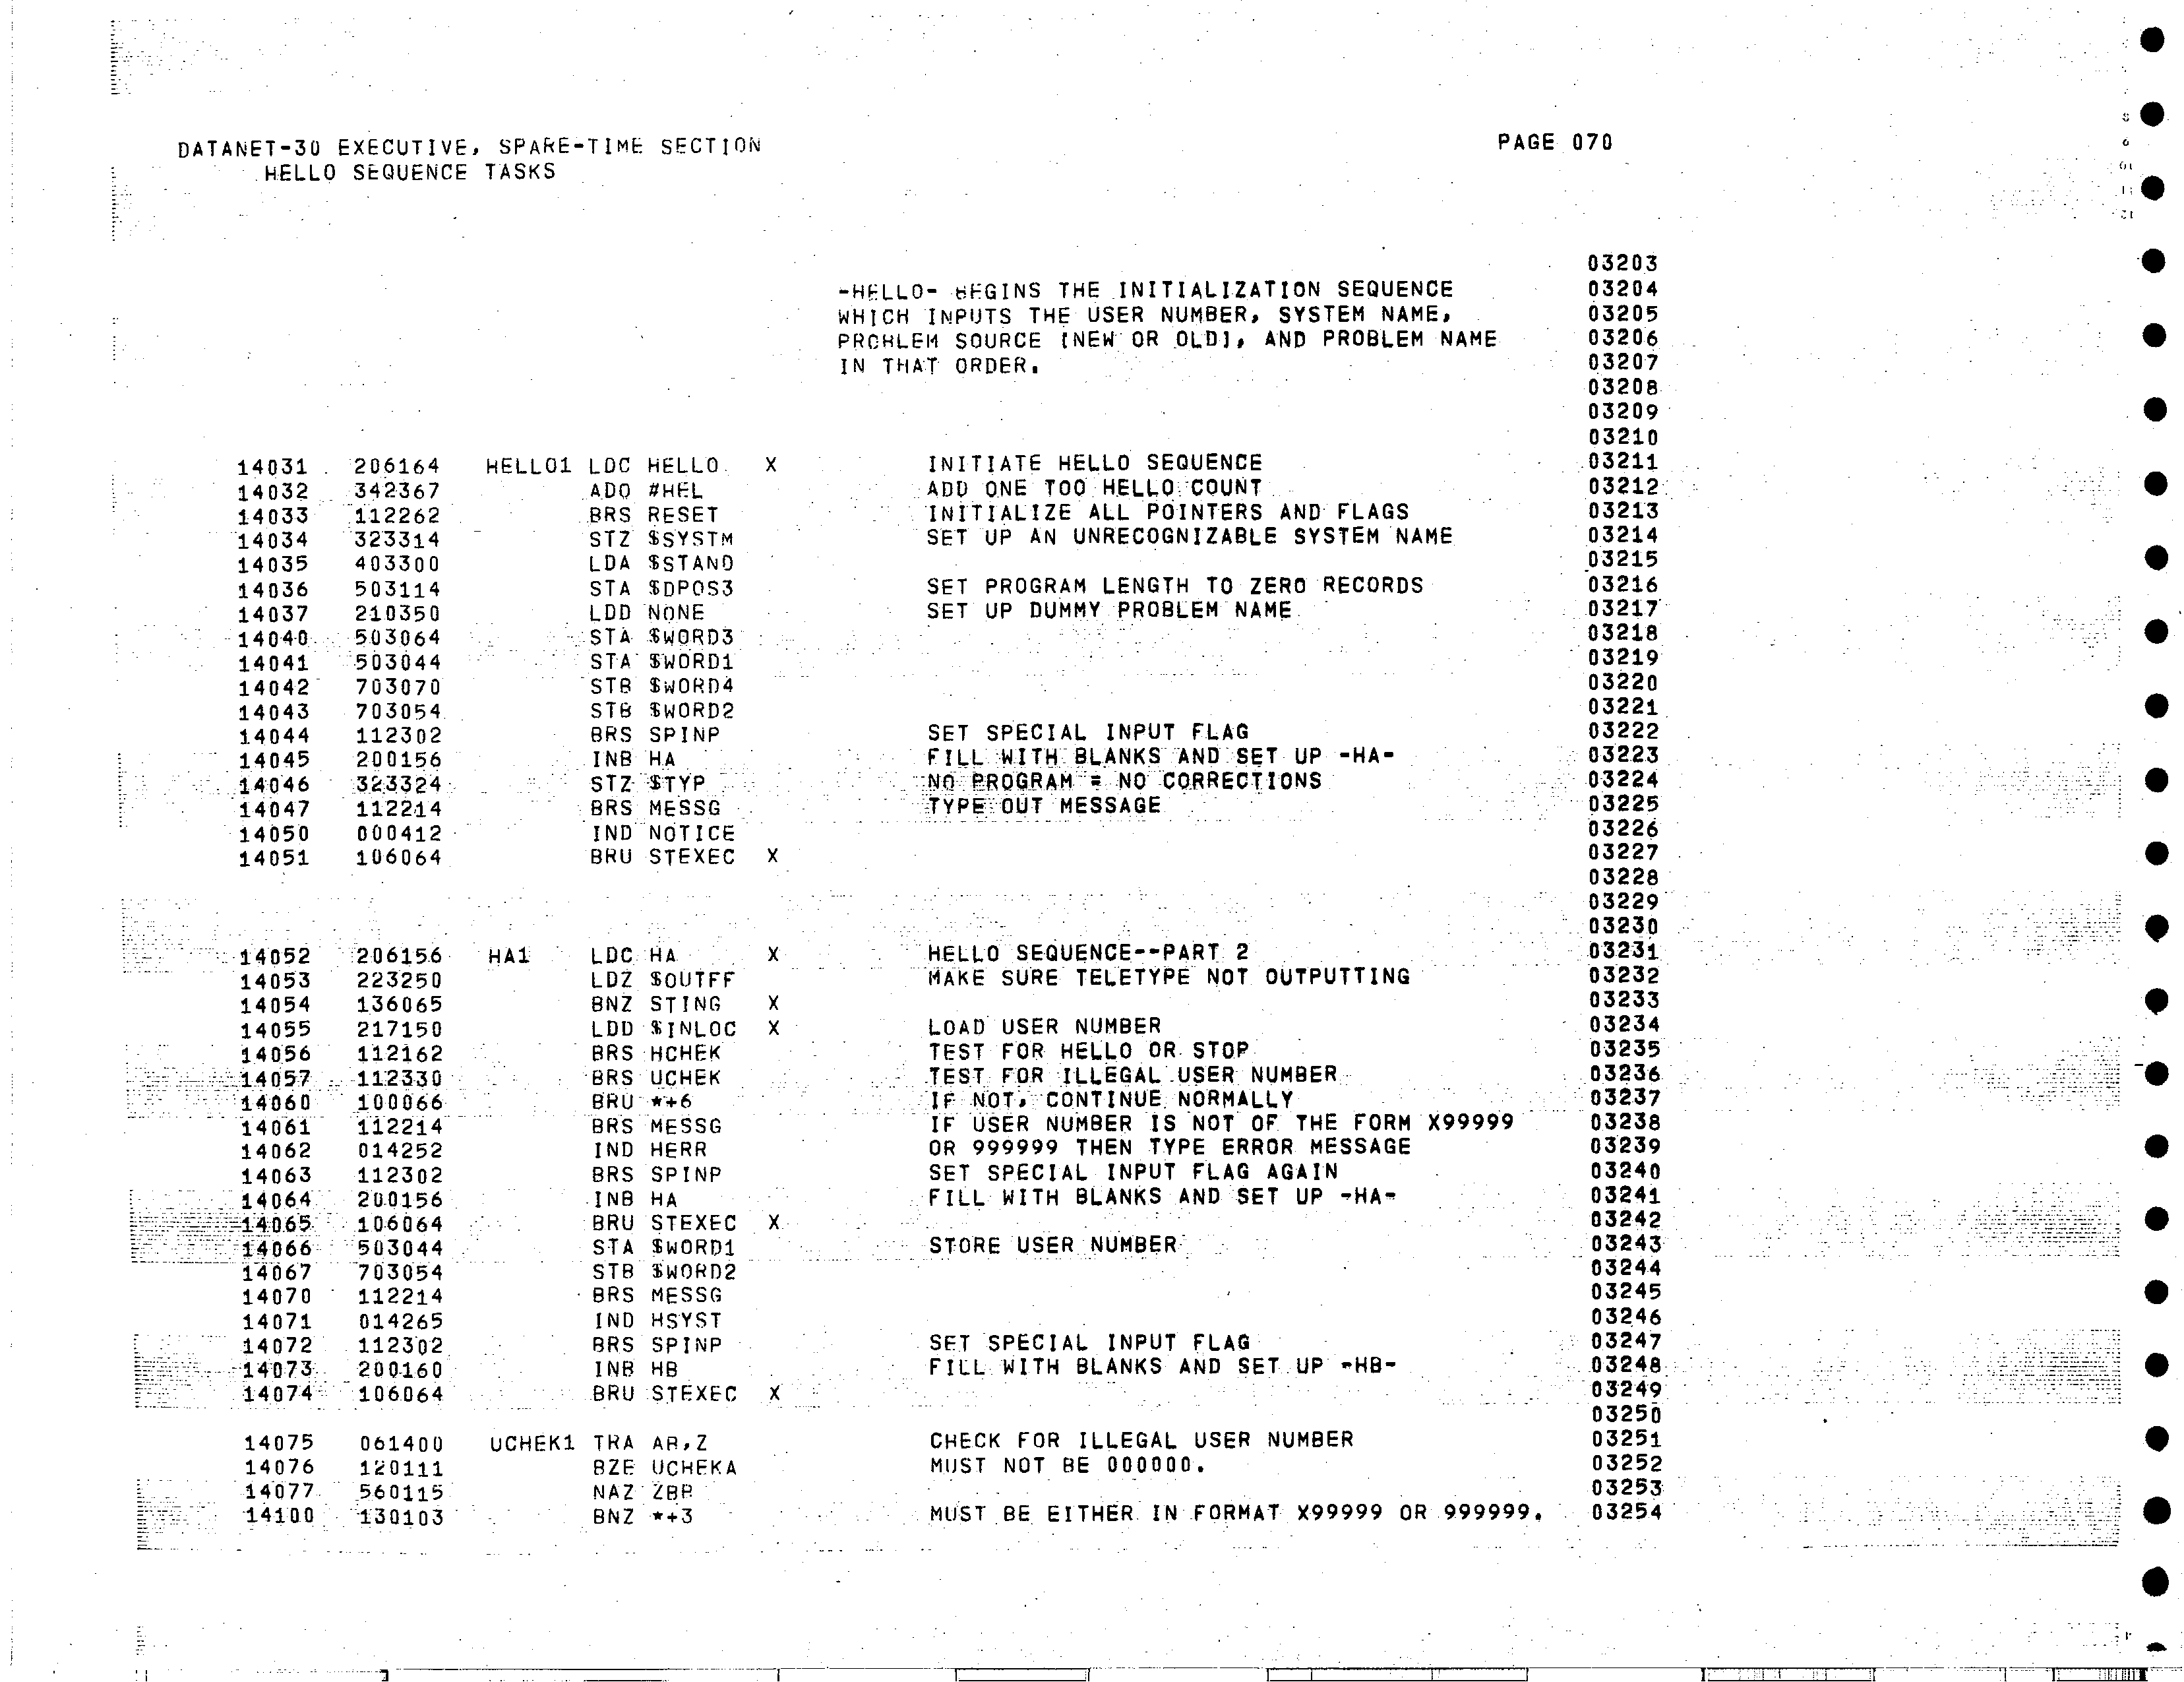 DATANET-30 EXECUTIVE, SPARE-TIME SECTION PAGE 070
HELLO SEQUENCE TASKS
03203
-HELLO- BEGINS THE INITIALIZATION SEQUENCE 03204
WHICH INPUTS THE USER NUMBER, SYSTEM NAME, 03205
PROBLEM SOURCE [NEW OR OLD], AND PROBLEM NAME 03206
IN THAT ORDER. 03207
03208
03209
03210
14031 206164 HELLO1 LDC HELLO X INITIATE HELLO SEQUENCE 03211
14032 342367 ADO #HEL ADD ONE TOO HELLO COUNT 03212
14033 112262 BRS RESET INITIALIZE ALL POINTERS AND FLAGS 03213
14034 323314 STZ $SYSTM SET UP AN UNRECOGNIZABLE SYSTEM NAME 03214
14035 403300 LDA $STAND 03215
14036 503114 STA $DPOS3 SET PROGRAM LENGTH TO ZERO RECORDS 03216
14037 210350 LDD NONE SET UP DUMMY PROBLEM NAME 03217
14040 503064 STA $WORD3 03218
14041 503044 STA $WORD1 03219
14042 703070 STB $WORD4 03220
14043 703054 STB $WORD2 03221
14044 112302 BRS SPINP SET SPECIAL INPUT FLAG 03222
14045 200156 INB HA FILL WITH BLANKS AND SET UP -HA- 03223
14046 323324 STZ $TYP NO PROGRAM = NO CORRECTIONS 03224
14047 112214 BRS MESSG TYPE OUT MESSAGE 03225
14050 000412 IND NOTICE 03226
14051 106064 BRU STEXEC X 03227
03228
03229
03230
14052 206156 HA1 LDC HA X HELLO SEQUENCE--PART 2 03231
14053 223250 LDZ $OUTFF MAKE SURE TELETYPE NOT OUTPUTTING 03232
14054 136065 BNZ STING X 03233
14055 217150 LDD $INLOC X LOAD USER NUMBER 03234
14056 112162 BRS HCHEK TEST FOR HELLO OR STOP 03235
14057 112330 BRS UCHEK TEST FOR ILLEGAL USER NUMBER 03236
14060 100066 BRU *+6 IF NOT, CONTINUE NORMALLY 03237
14061 112214 BRS MESSG IF USER NUMBER IS NOT OF THE FORM X99999 03238
14062 014252 IND HERR OR 999999 THEN TYPE ERROR MESSAGE 03239
14063 112302 BRS SPINP SET SPECIAL INPUT FLAG AGAIN 03240
14064 200156 INB HA FILL WITH BLANKS AND SET UP -HA- 03241
14065 106064 BRU STEXEC X 03242
14066 503044 STA $WORD1 STORE USER NUMBER 03243
14067 703054 STB $WORD2 03244
14070 112214 BRS MESSG 03245
14071 014265 IND HSYST 03246
14072 112302 BRS SPINP SET SPECIAL INPUT FLAG 03247
14073 200160 INB HB FILL WITH BLANKS AND SET UP -HB- 03248
14074 106064 BRU STEXEC X 03249
03250
14075 061400 UCHEK1 TRA AB,Z CHECK FOR ILLEGAL USER NUMBER 03251
14076 120111 BZE UCHEKA MUST NOT BE 000000. 03252
14077 560115 NAZ ZBB 03253
14100 130103 BNZ *+3 MUST BE EITHER IN FORMAT X99999 OR 999999. 03254